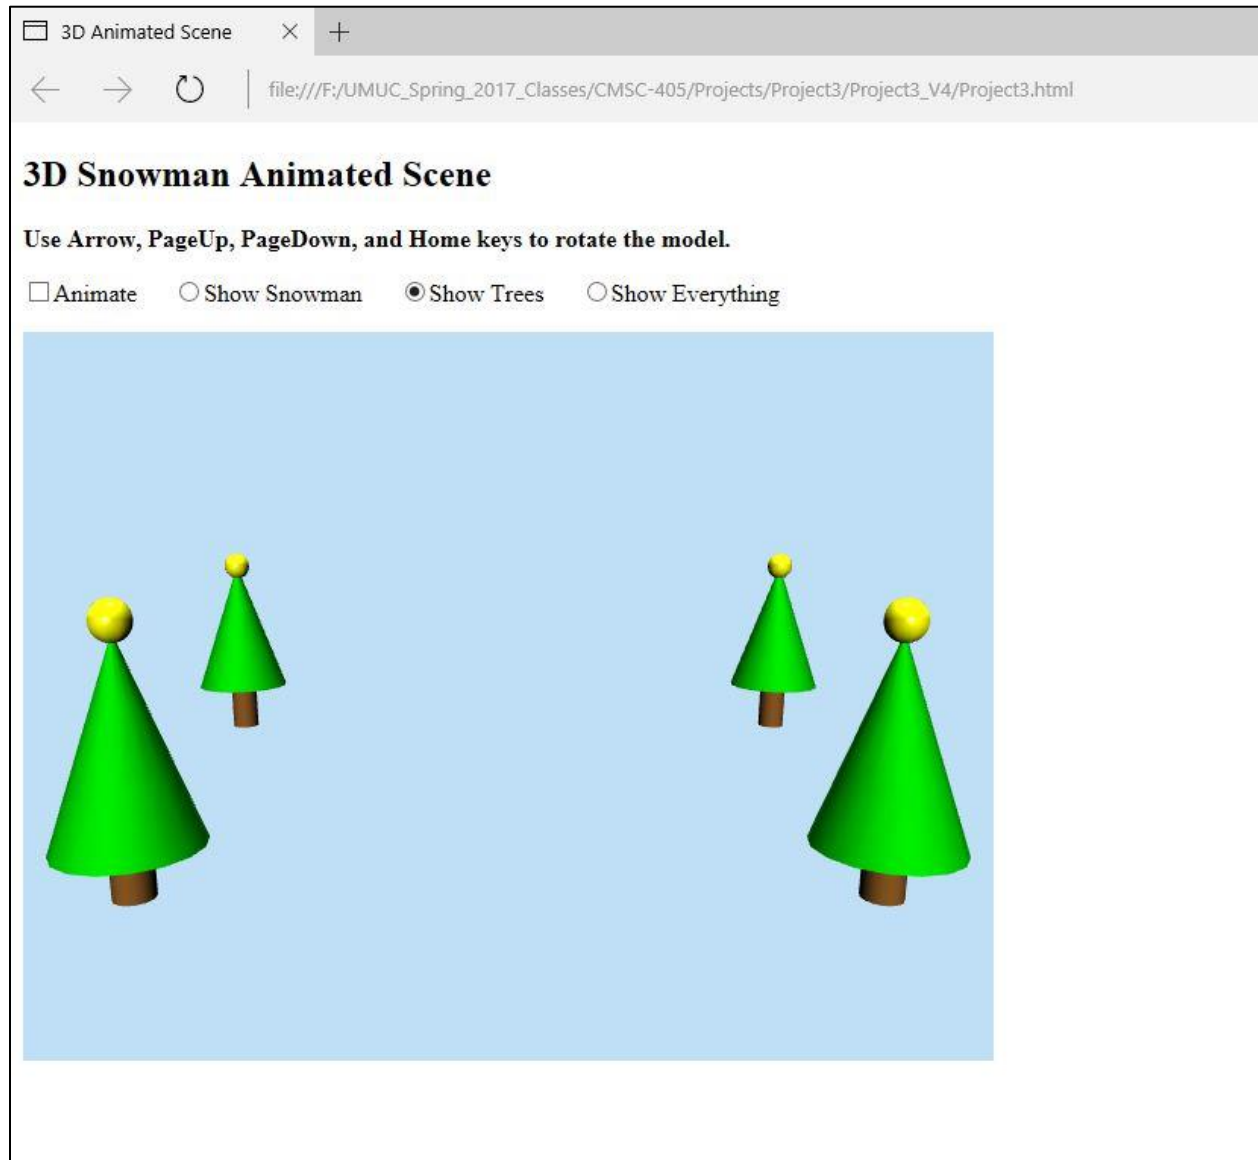 3D Animated Scene
file:///F:/UMUC_Spring_2017_Classes/CMSC-405/Projects/Project3/Project3_V4/Project3.html
3D Snowman Animated Scene
Use Arrow, PageUp, PageDown, and Home keys to rotate the model.
Animate Show Snowman Show Trees Show Everything